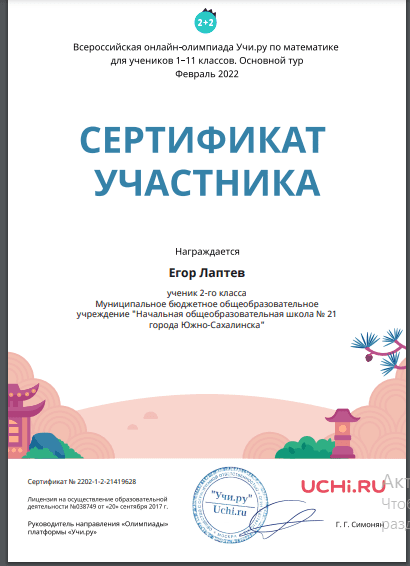 2+2
Всероссийская онлайн-олимпиада Учи.ру по математике
для учеников 1–11 классов. Основной тур
Февраль 2022
СЕРТИФИКАТ
УЧАСТНИКА
Награждается
Егор Лаптев
ученик 2-го класса
Муниципальное бюджетное общеобразовательное
учреждение "Начальная общеобразовательная школа № 21
города Южно-Сахалинска"
Сертификат № 2202-1-2-21419628
Лицензия на осуществление образовательной
деятельности №038749 от «20» сентября 2017 г.
Руководитель направления «Олимпиады»
платформы «Учи.ру»
"Учи.ру"
Uchi.ru
UCHi.RU
Г. Г. Симонян
Акт
Чтоб
разд